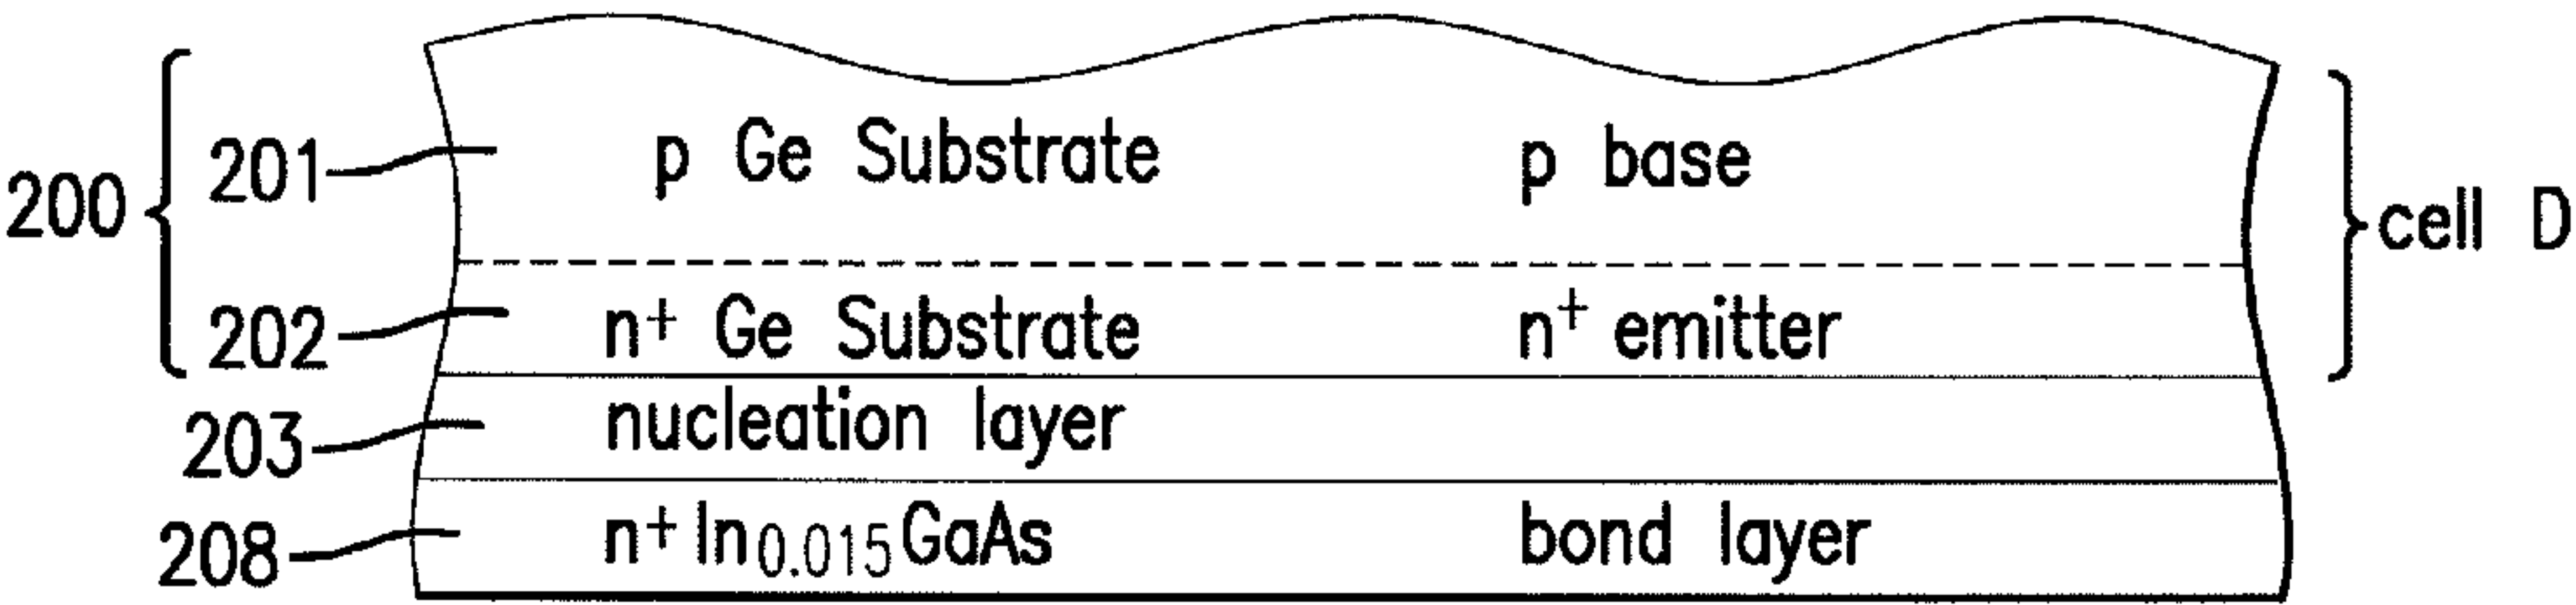 201 p Ge Substrate p base
200 cell D
202 n+ Ge Substrate n+ emitter
203 nucleation layer
208 n+ In0.015GaAs bond layer